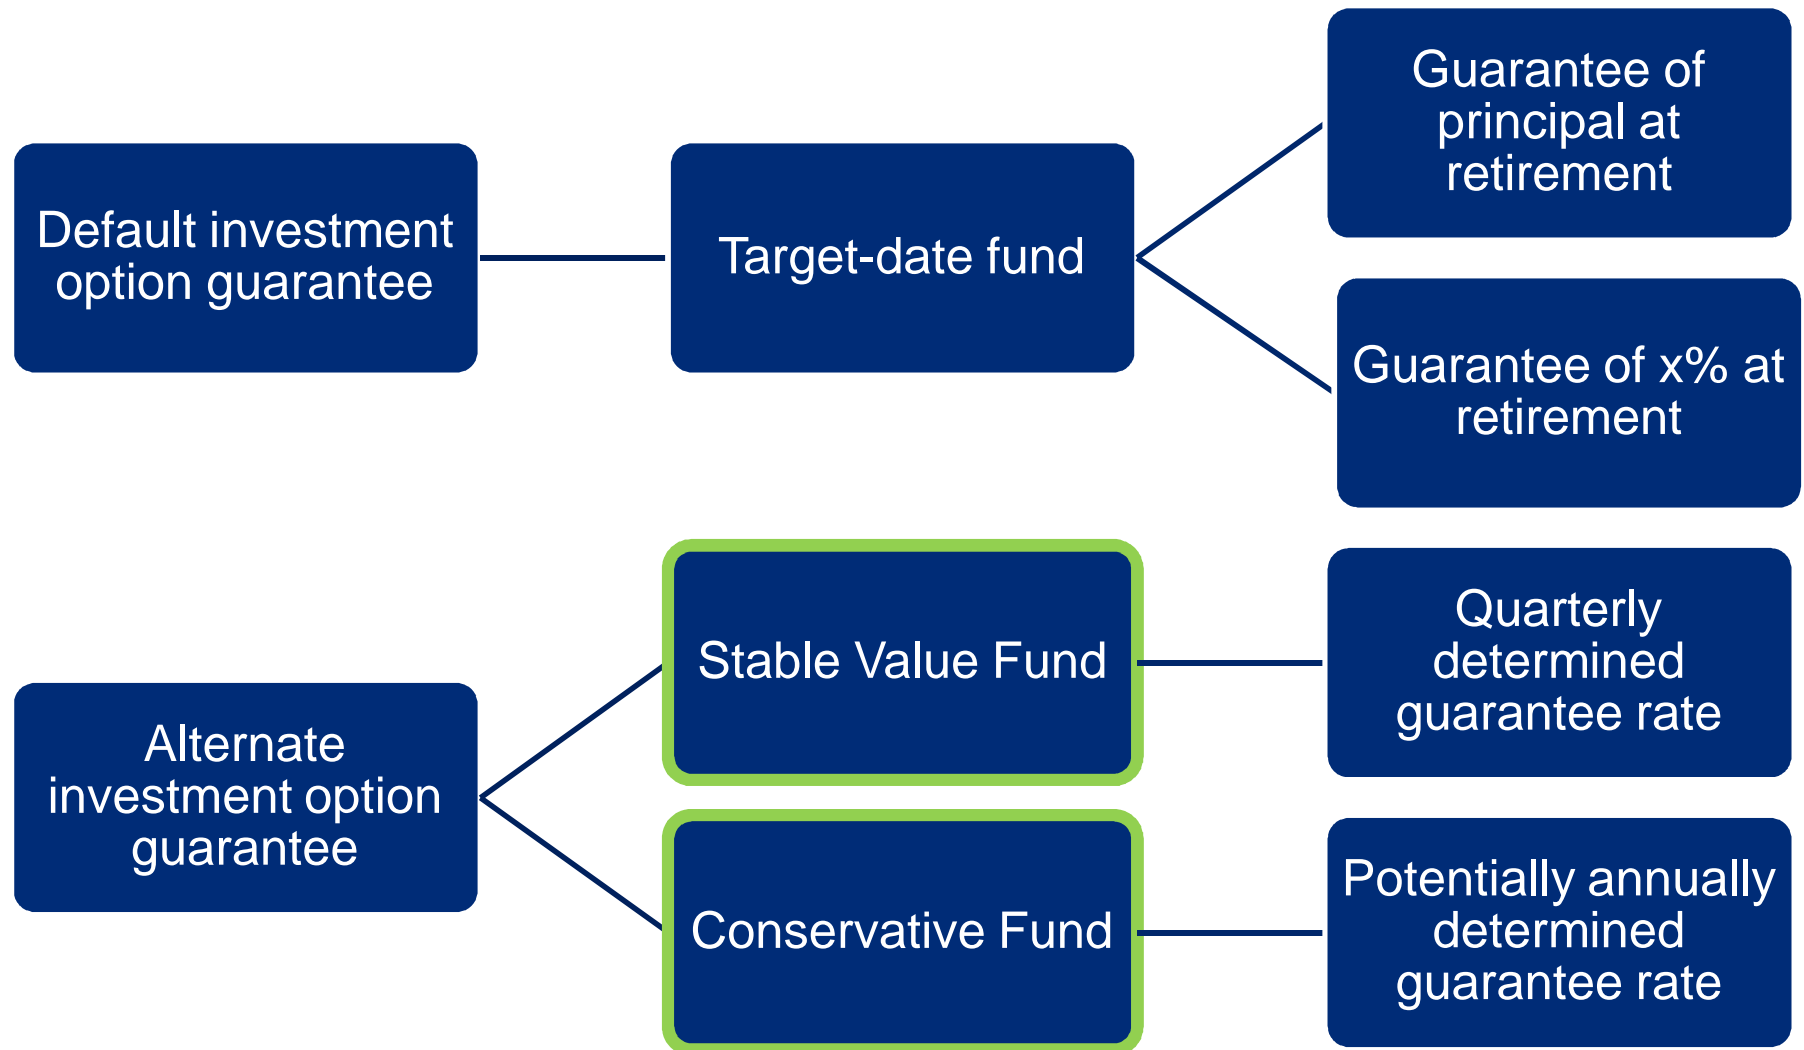 Default investment
option guarantee
Target-date fund
Guarantee of
principal at
retirement
Guarantee of x% at
retirement
Alternate
investment option
guarantee
Stable Value Fund
Quarterly
determined
guarantee rate
Conservative Fund
Potentially annually
determined
guarantee rate